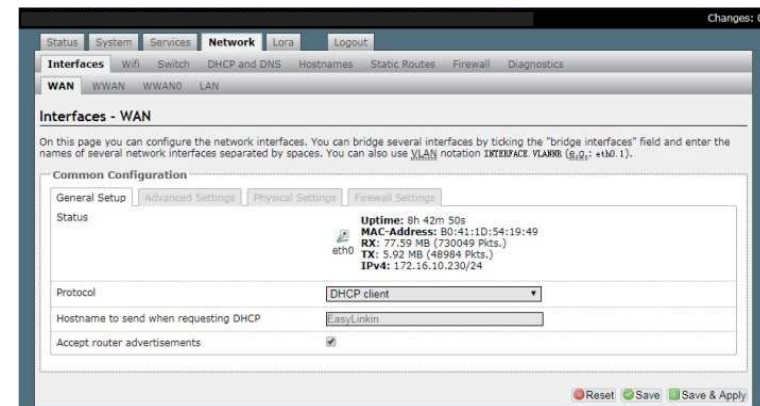 Changes: 0
Status System Services Network Lora Logout
Interfaces Wifi Switch DHCP and DNS Hostnames Static Routes Firewall Diagnostics
WAN WWAN WWAN0 LAN
Interfaces - WAN
On this page you can configure the network interfaces. You can bridge several interfaces by ticking the "bridge interfaces" field and enter the
names of several network interfaces separated by spaces. You can also use VLAN notation INTERFACE.VLANNR (e.g.: eth0.1).
Common Configuration
General Setup Advanced Settings Physical Settings Firewall Settings
Status
Uptime: 8h 42m 50s
MAC-Address: B0:41:1D:54:19:49
RX: 77.59 MB (730049 Pkts.)
eth0 TX: 5.92 MB (48984 Pkts.)
IPv4: 172.16.10.230/24
Protocol DHCP client
Hostname to send when requesting DHCP EasyLinkin
Accept router advertisements
Reset Save Save & Apply